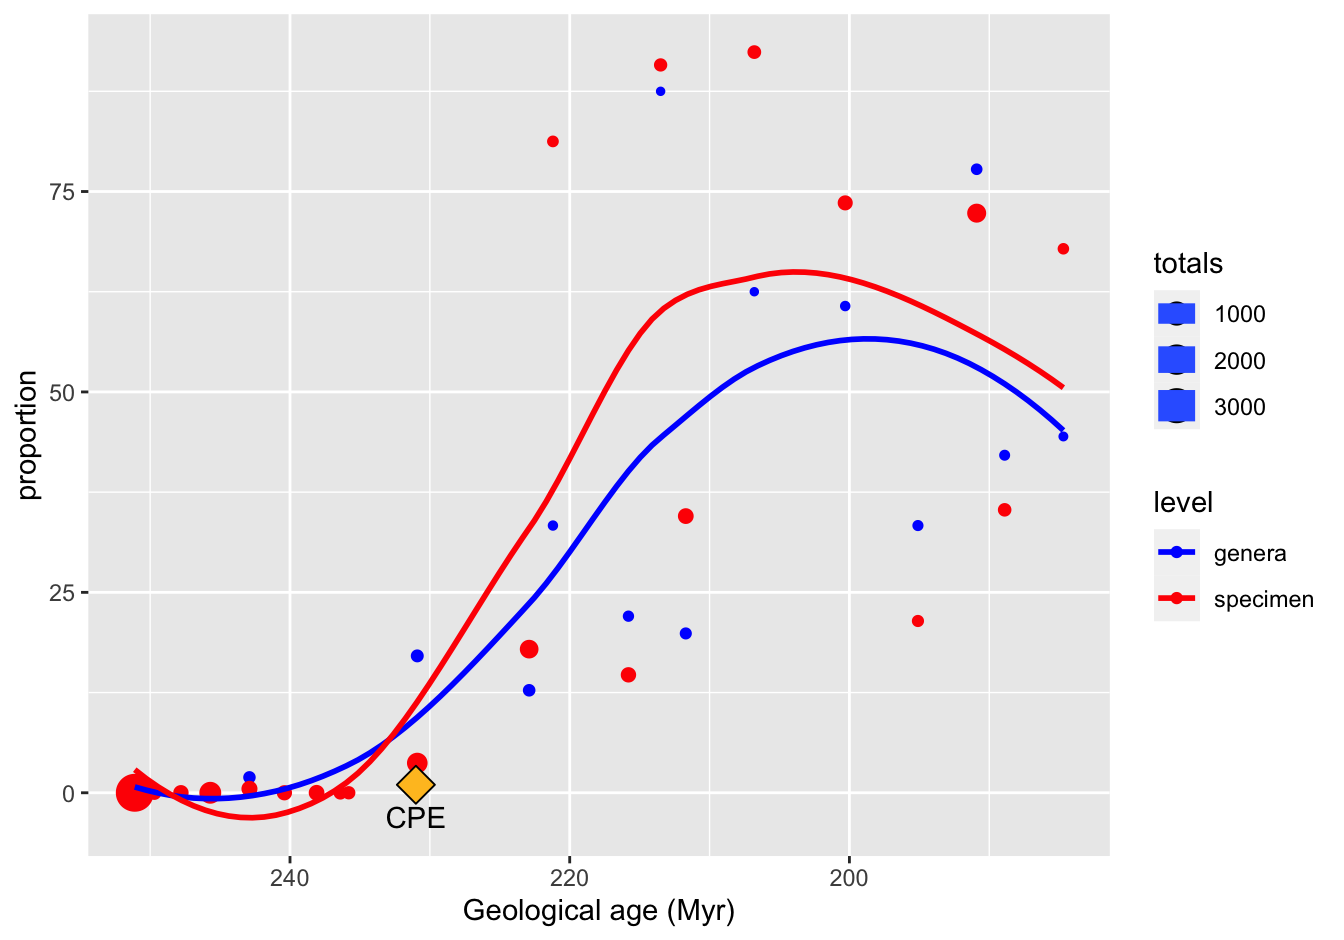 proportion
75
50
25
0
CPE
240
220
200
Geological age (Myr)
totals
1000
2000
3000
level
genera
specimen